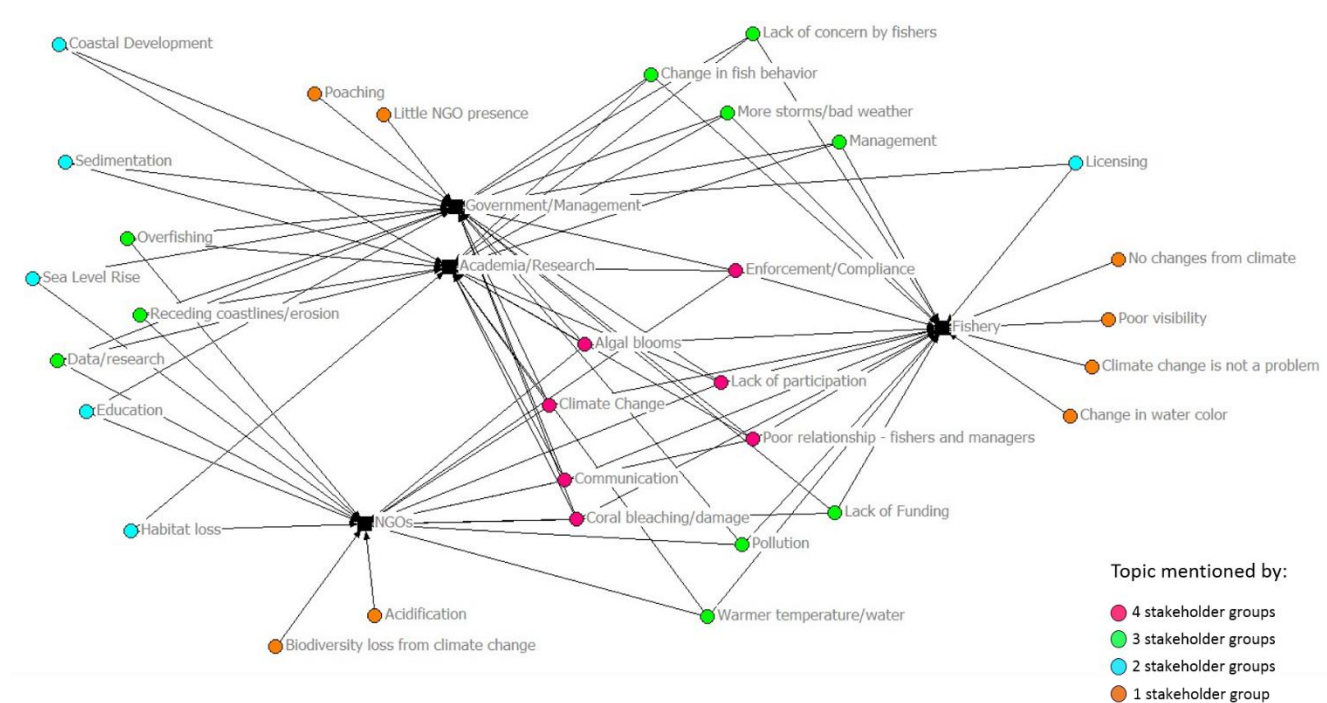 Coastal Development
Lack of concern by fishers
Change in fish behavior
Poaching
Little NGO presence
More storms/bad weather
Management
Sedimentation
Licensing
Government/Management
Overfishing
No changes from climate
Academia/Research
Enforcement/Compliance
Sea Level Rise
Receding coastlines/erosion
Poor visibility
Fishery
Algal blooms
Data/research
Climate change is not a problem
Lack of participation
Climate Change
Education
Change in water color
Poor relationship - fishers and managers
Communication
Lack of Funding
Coral bleaching/damage
NGOs
Habitat loss
Pollution
Topic mentioned by:
4 stakeholder groups
Acidification
Warmer temperature/water
3 stakeholder groups
Biodiversity loss from climate change
2 stakeholder groups
1 stakeholder group